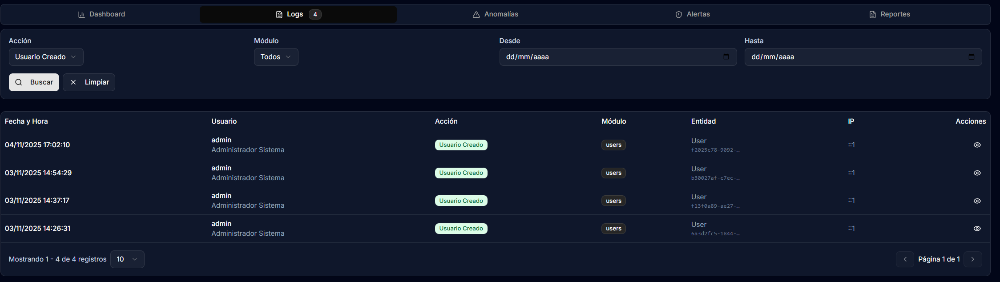 Dashboard
Logs 4
Anomalías
Alertas
Reportes
Acción
Módulo
Desde
Hasta
Usuario Creado
Todos
dd/mm/aaaa
dd/mm/aaaa
Buscar
Limpiar
Fecha y Hora Usuario Acción Módulo Entidad IP Acciones
04/11/2025 17:02:10
admin
Administrador Sistema
Usuario Creado
users
User
f2025c78-9092-…
::1
03/11/2025 14:54:29
admin
Administrador Sistema
Usuario Creado
users
User
b30027af-c7ec-…
::1
03/11/2025 14:37:17
admin
Administrador Sistema
Usuario Creado
users
User
f13f0a89-ae27-…
::1
03/11/2025 14:26:31
admin
Administrador Sistema
Usuario Creado
users
User
6a3d2fc5-1844-…
::1
Mostrando 1 - 4 de 4 registros
10
Página 1 de 1